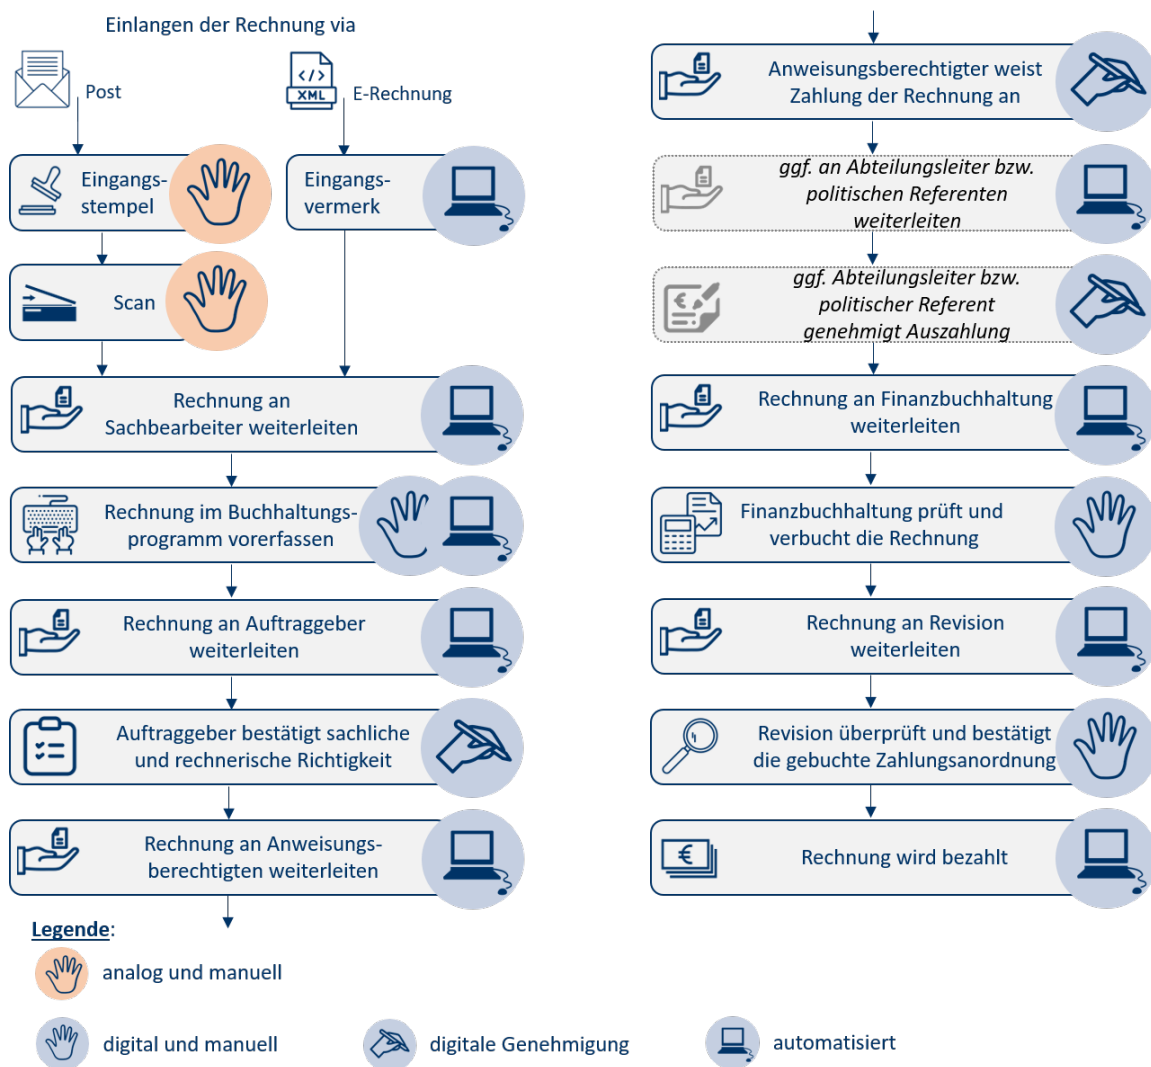 Einlangen der Rechnung via
Post
</>
XML
E-Rechnung
Eingangs-
stempel
Eingangs-
vermerk
Scan
Rechnung an
Sachbearbeiter weiterleiten
Rechnung im Buchhaltungs-
programm vorerfassen
Rechnung an Auftraggeber
weiterleiten
Auftraggeber bestätigt sachliche
und rechnerische Richtigkeit
Rechnung an Anweisungs-
berechtigten weiterleiten
Anweisungsberechtigter weist
Zahlung der Rechnung an
ggf. an Abteilungsleiter bzw.
politischen Referenten
weiterleiten
€
ggf. Abteilungsleiter bzw.
politischer Referent
genehmigt Auszahlung
Rechnung an Finanzbuchhaltung
weiterleiten
Finanzbuchhaltung prüft und
verbucht die Rechnung
Rechnung an Revision
weiterleiten
Revision überprüft und bestätigt
die gebuchte Zahlungsanordnung
€
Rechnung wird bezahlt
Legende:
analog und manuell
digital und manuell
digitale Genehmigung
automatisiert